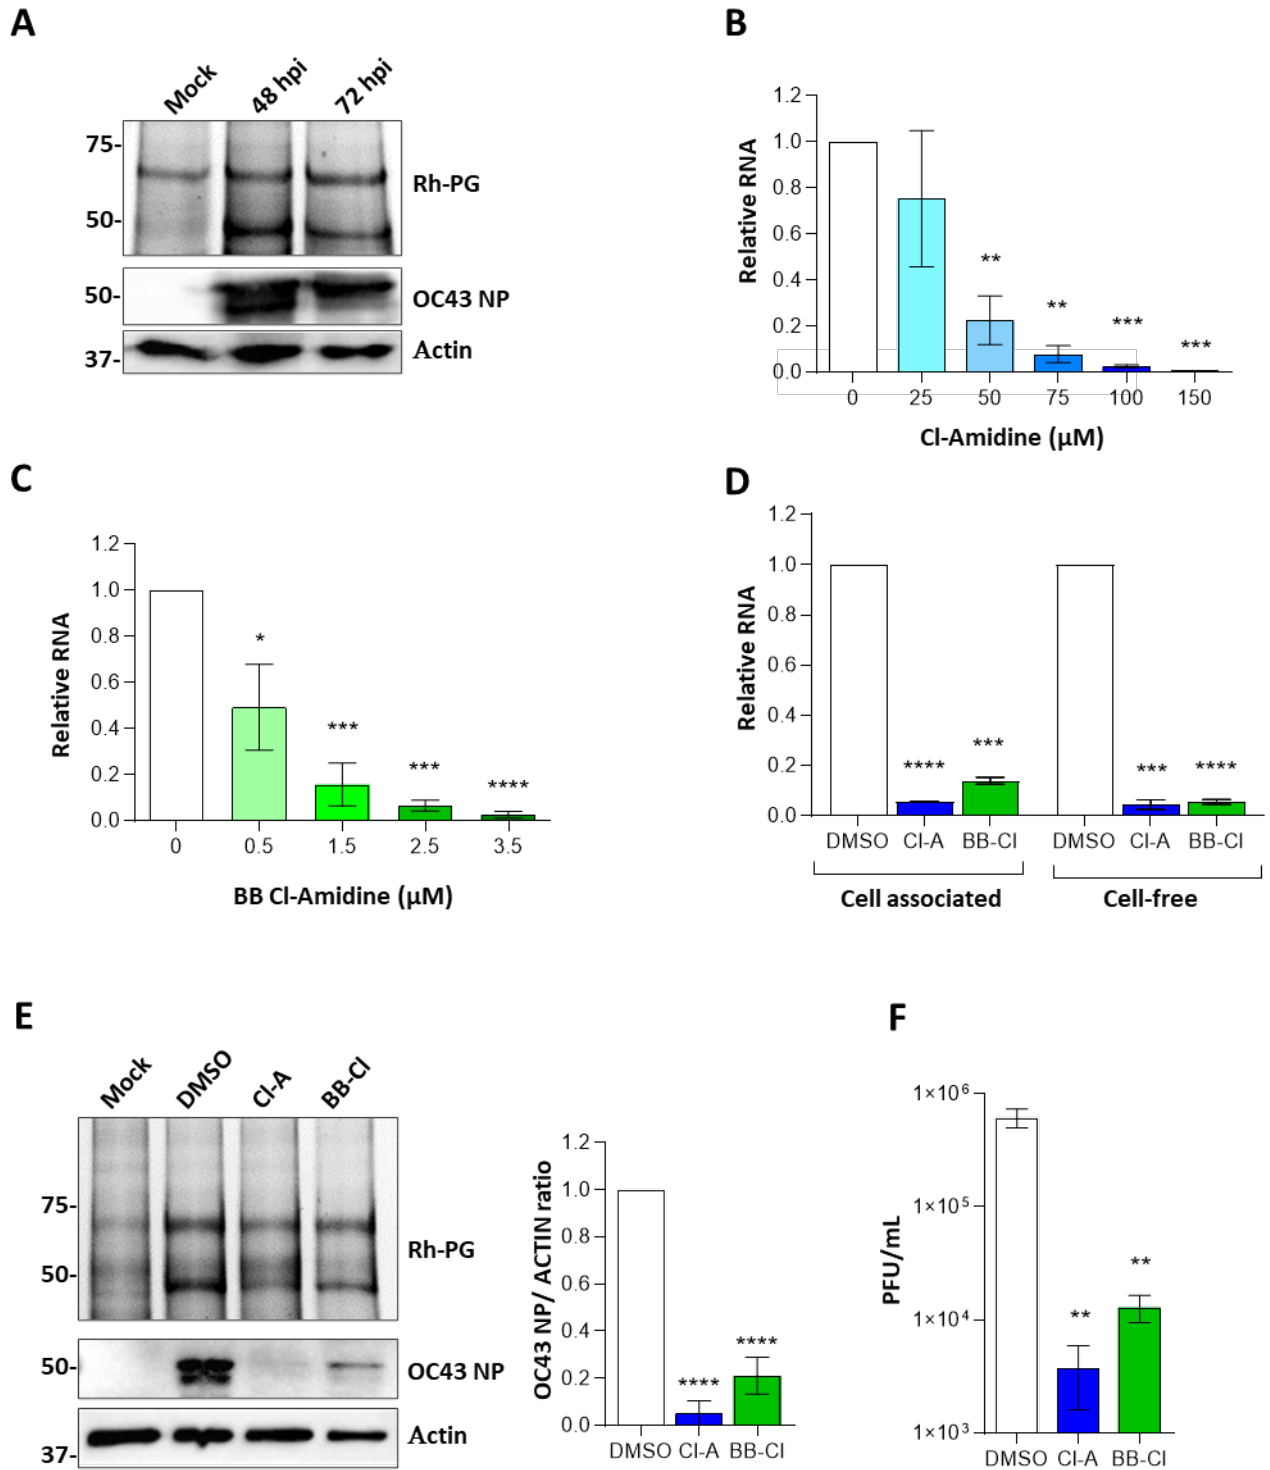 A
Mock 48 hpi 72 hpi
75-
Rh-PG
50-
50-
OC43 NP
Actin
37-
B
Relative RNA
1.2
1.0
0.8
0.6
0.4
0.2
0.0
** ** *** ***
0 25 50 75 100 150
Cl-Amidine (µM)
C
Relative RNA
1.2
1.0
0.8
0.6
0.4
0.2
0.0
* *** *** ****
0 0.5 1.5 2.5 3.5
BB Cl-Amidine (µM)
D
Relative RNA
1.2
1.0
0.8
0.6
0.4
0.2
0.0
**** *** *** ****
DMSO Cl-A BB-Cl DMSO Cl-A BB-Cl
Cell associated Cell-free
E
Mock DMSO Cl-A BB-Cl
75-
Rh-PG
50-
50-
OC43 NP
Actin
37-
OC43 NP/ ACTIN ratio
1.2
1.0
0.8
0.6
0.4
0.2
0.0
**** ****
DMSO Cl-A BB-Cl
F
PFU/mL
1×10⁶
1×10⁵
1×10⁴
1×10³
** **
DMSO Cl-A BB-Cl